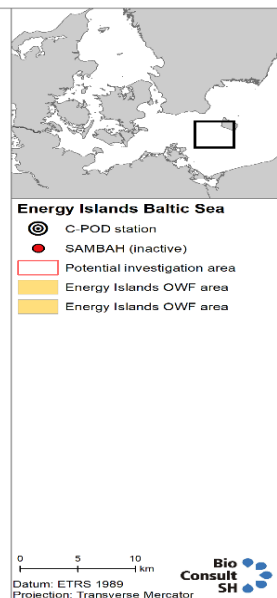 Energy Islands Baltic Sea
C-POD station
SAMBAH (inactive)
Potential investigation area
Energy Islands OWF area
Energy Islands OWF area
0 5 10
km
Datum: ETRS 1989
Projection: Transverse Mercator
Bio
Consult
SH